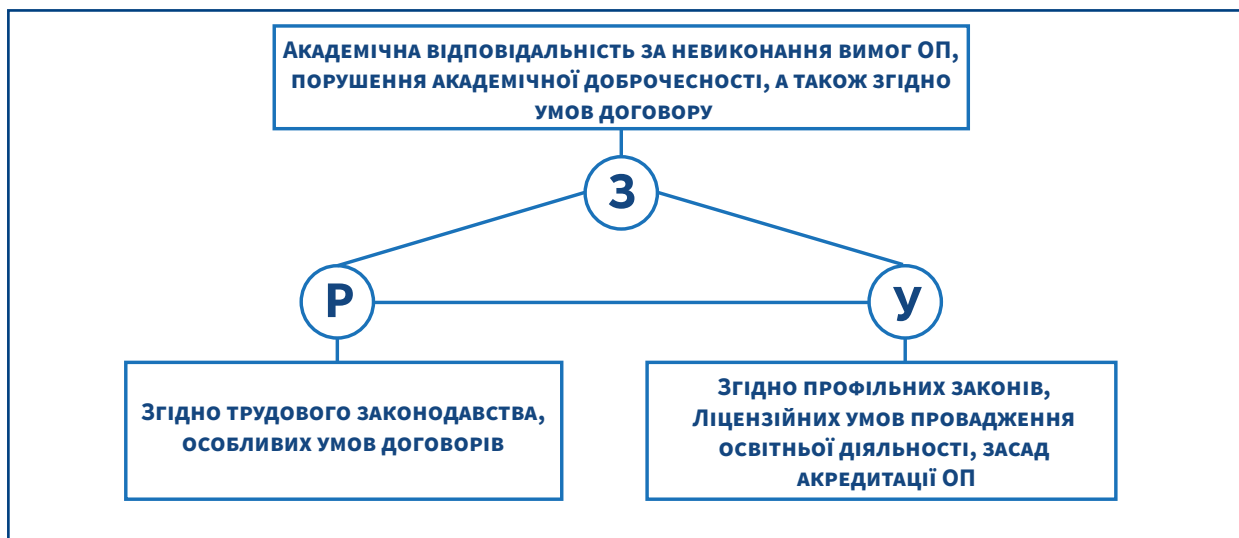 Академічна відповідальність за невиконання вимог ОП,
порушення академічної доброчесності, а також згідно
умов договору
З
Р
У
Згідно трудового законодавства,
особливих умов договорів
Згідно профільних законів,
Ліцензійних умов провадження
освітньої діяльності, засад
акредитації ОП